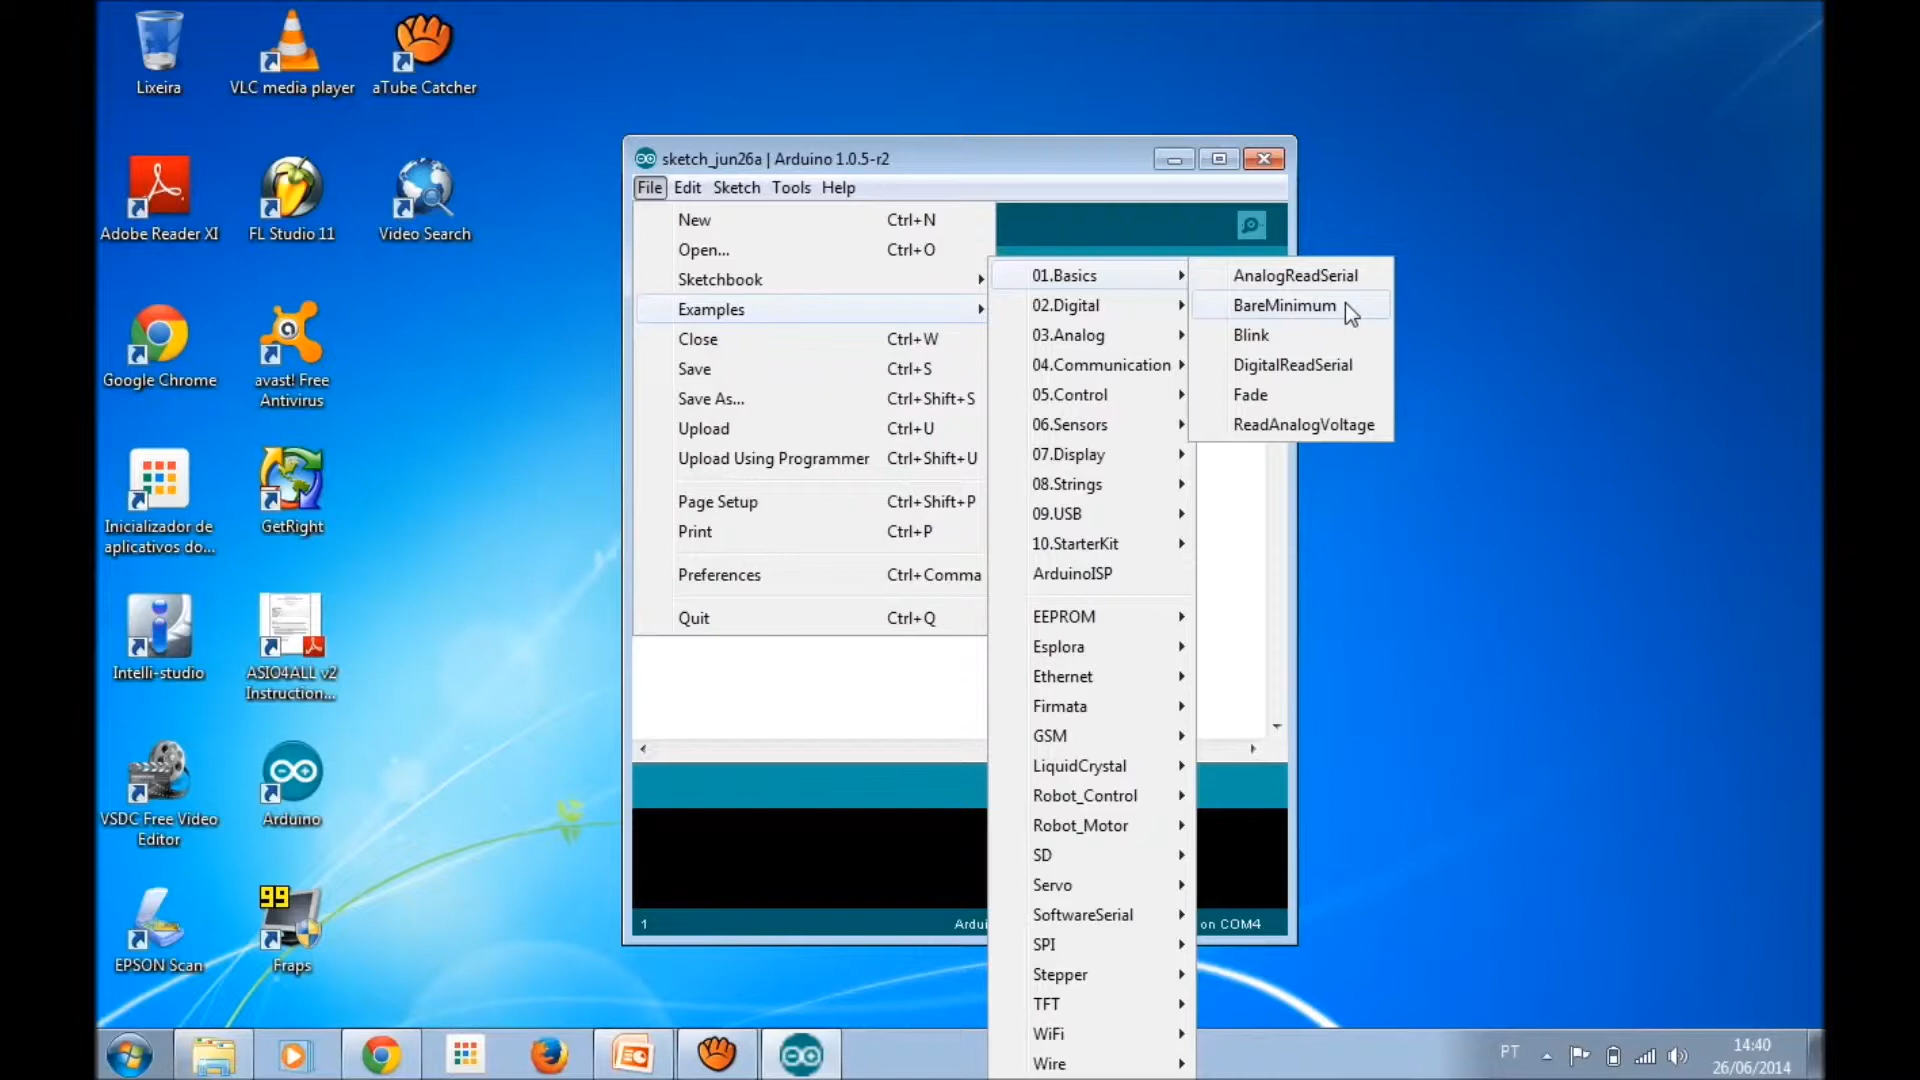 Lixeira
VLC media player
aTube Catcher
Adobe Reader XI
FL Studio 11
Video Search
Google Chrome
avast! Free
Antivirus
Inicializador de
aplicativos do...
GetRight
Intelli-studio
ASIO4ALL v2
Instruction...
VSDC Free Video
Editor
Arduino
EPSON Scan
99
Fraps
sketch_jun26a | Arduino 1.0.5-r2
File Edit Sketch Tools Help
New Ctrl+N
Open... Ctrl+O
Sketchbook
Examples
Close Ctrl+W
Save Ctrl+S
Save As... Ctrl+Shift+S
Upload Ctrl+U
Upload Using Programmer Ctrl+Shift+U
Page Setup Ctrl+Shift+P
Print Ctrl+P
Preferences Ctrl+Comma
Quit Ctrl+Q
01.Basics
02.Digital
03.Analog
04.Communication
05.Control
06.Sensors
07.Display
08.Strings
09.USB
10.StarterKit
ArduinoISP
EEPROM
Esplora
Ethernet
Firmata
GSM
LiquidCrystal
Robot_Control
Robot_Motor
SD
Servo
SoftwareSerial
SPI
Stepper
TFT
WiFi
Wire
AnalogReadSerial
BareMinimum
Blink
DigitalReadSerial
Fade
ReadAnalogVoltage
1 Ardui on COM4
PT
14:40
26/06/2014